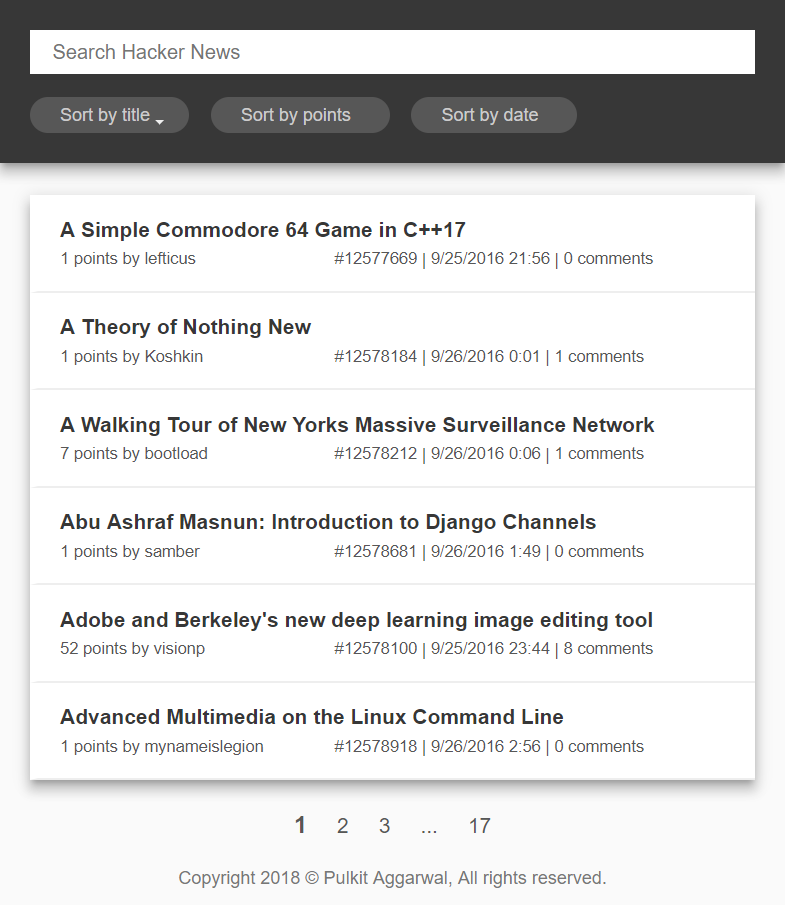 Search Hacker News
Sort by title Sort by points Sort by date
A Simple Commodore 64 Game in C++17
1 points by lefticus #12577669 | 9/25/2016 21:56 | 0 comments
A Theory of Nothing New
1 points by Koshkin #12578184 | 9/26/2016 0:01 | 1 comments
A Walking Tour of New Yorks Massive Surveillance Network
7 points by bootload #12578212 | 9/26/2016 0:06 | 1 comments
Abu Ashraf Masnun: Introduction to Django Channels
1 points by samber #12578681 | 9/26/2016 1:49 | 0 comments
Adobe and Berkeley's new deep learning image editing tool
52 points by visionp #12578100 | 9/25/2016 23:44 | 8 comments
Advanced Multimedia on the Linux Command Line
1 points by mynameislegion #12578918 | 9/26/2016 2:56 | 0 comments
1 2 3 ... 17
Copyright 2018 © Pulkit Aggarwal, All rights reserved.